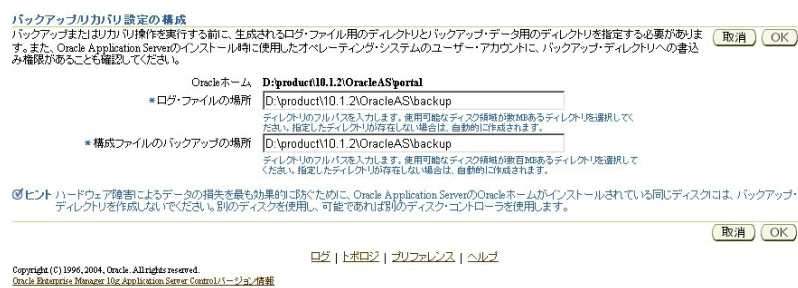 バックアップ/リカバリ設定の構成
バックアップまたはリカバリ操作を実行する前に、生成されるログ・ファイル用のディレクトリとバックアップ・データ用のディレクトリを指定する必要がありま
す。また、Oracle Application Serverのインストール時に使用したオペレーティング・システムのユーザー・アカウントに、バックアップ・ディレクトリへの書込
み権限があることも確認してください。
取消 OK
Oracleホーム D:\product\10.1.2\OracleAS\portal
*ログ・ファイルの場所 D:\product\10.1.2\OracleAS\backup
ディレクトリのフルパスを入力します。使用可能なディスク領域が数MBあるディレクトリを選択してく
ださい。指定したディレクトリが存在しない場合は、自動的に作成されます。
*構成ファイルのバックアップの場所 D:\product\10.1.2\OracleAS\backup
ディレクトリのフルパスを入力します。使用可能なディスク領域が数百MBあるディレクトリを選択して
ください。指定したディレクトリが存在しない場合は、自動的に作成されます。
ヒント ハードウェア障害によるデータの損失を最も効果的に防ぐために、Oracle Application ServerのOracleホームがインストールされている同じディスクには、バックアップ・
ディレクトリを作成しないでください。別のディスクを使用し、可能であれば別のディスク・コントローラを使用します。
取消 OK
ログ | トポロジ | プリファレンス | ヘルプ
Copyright (C) 1996, 2004, Oracle. All rights reserved.
Oracle Enterprise Manager 10g Application Server Controlバージョン情報